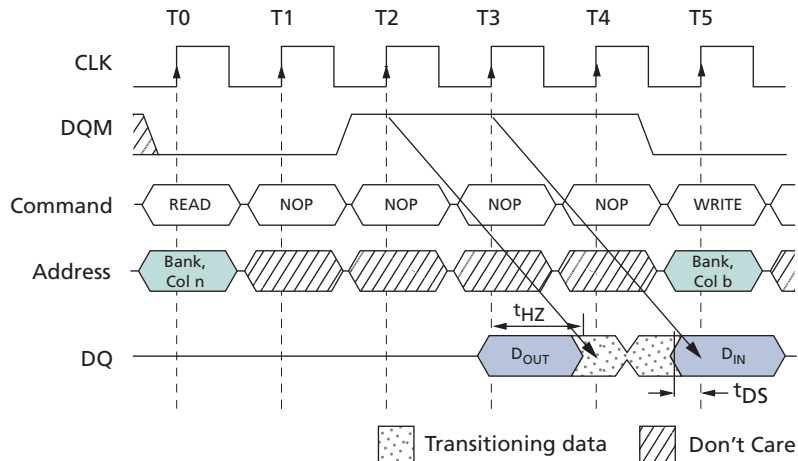 T0 T1 T2 T3 T4 T5
CLK
DQM
Command READ NOP NOP NOP NOP WRITE
Address Bank, Col n Bank, Col b
tHZ
DQ DOUT DIN
tDS
Transitioning data Don't Care